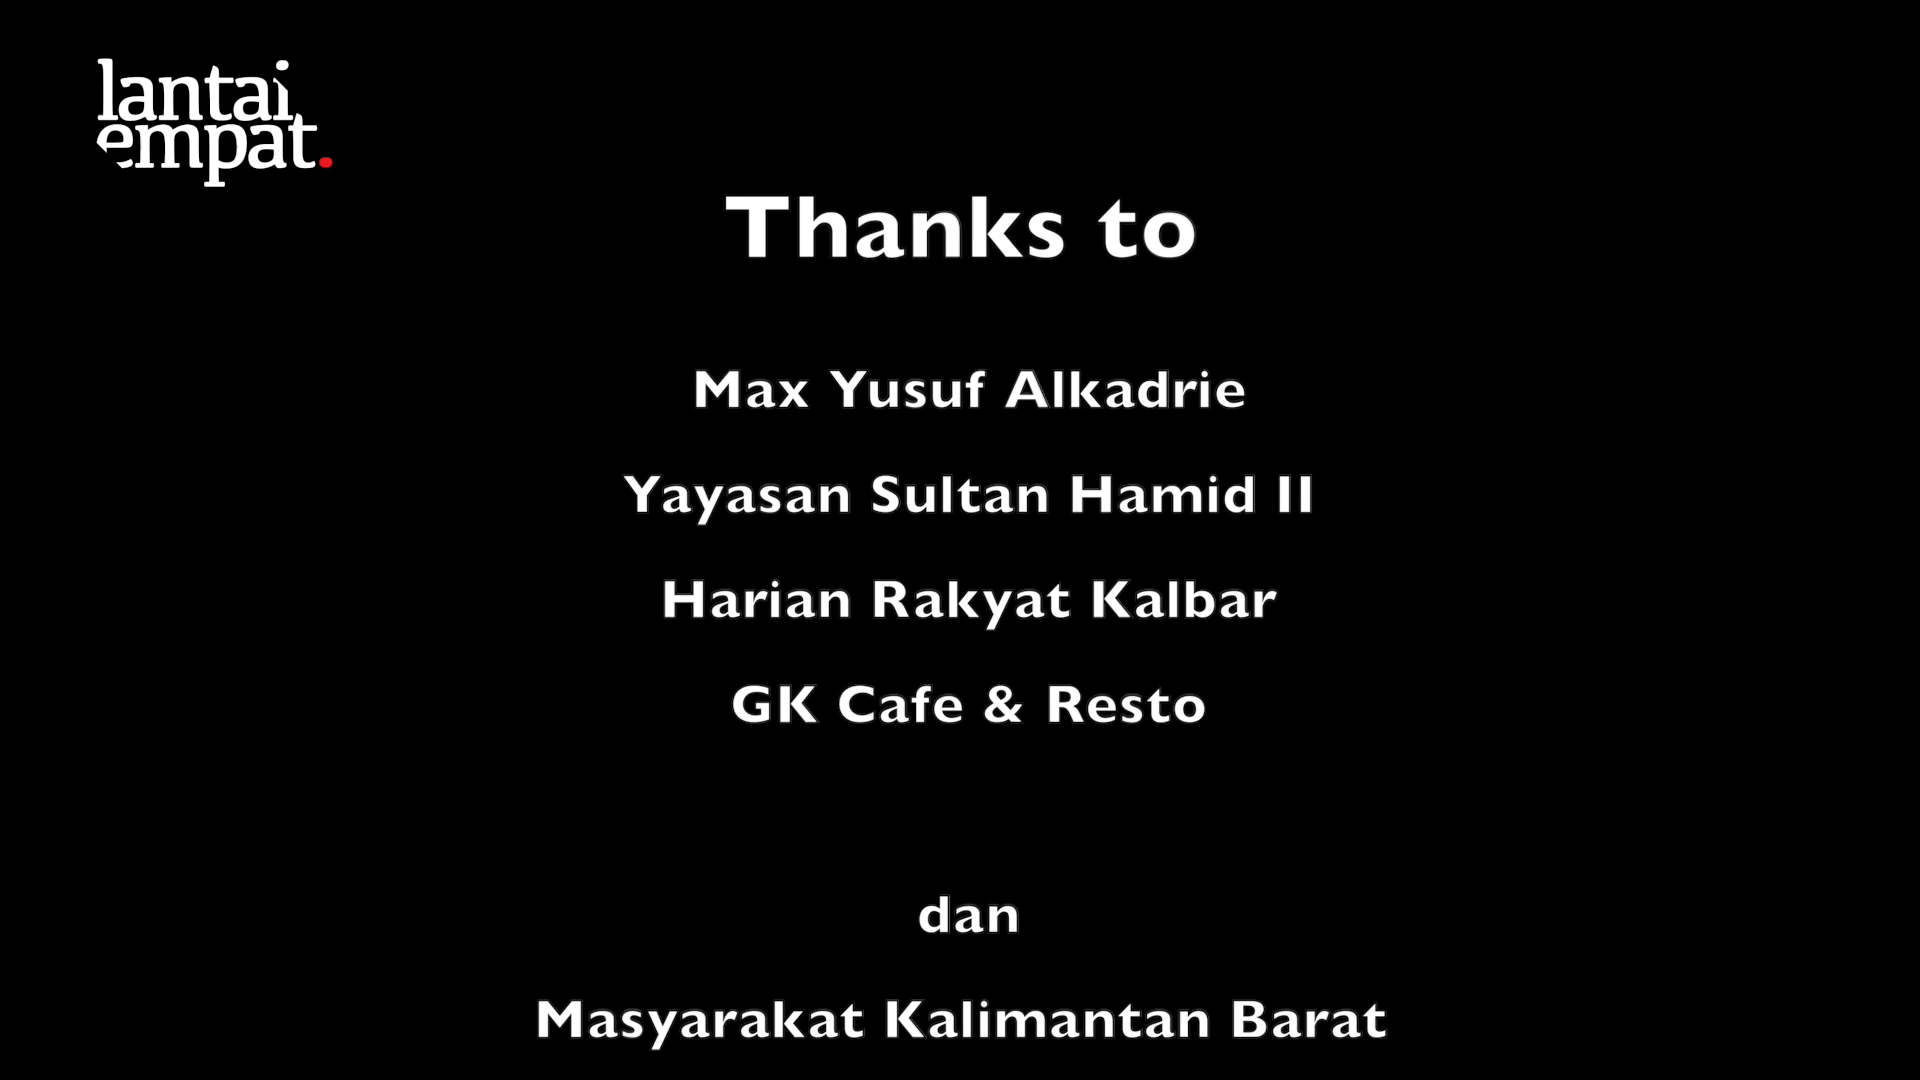 lantai
empat.
Thanks to
Max Yusuf Alkadrie
Yayasan Sultan Hamid II
Harian Rakyat Kalbar
GK Cafe & Resto
dan
Masyarakat Kalimantan Barat